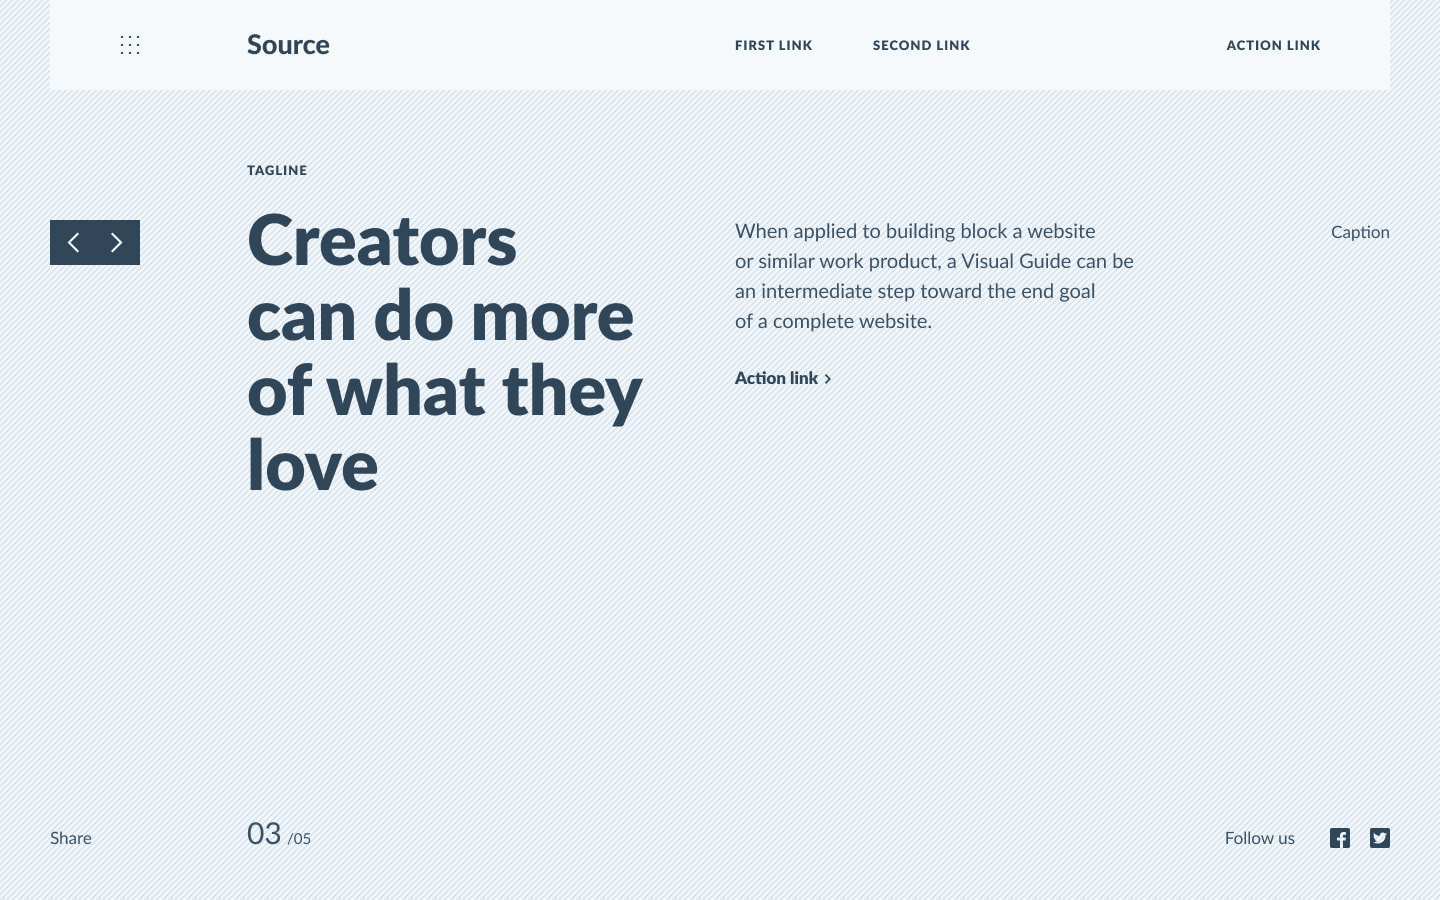 Source
FIRST LINK
SECOND LINK
ACTION LINK
TAGLINE
Creators
can do more
of what they
love
When applied to building block a website
or similar work product, a Visual Guide can be
an intermediate step toward the end goal
of a complete website.
Action link
Caption
Share
03 /05
Follow us